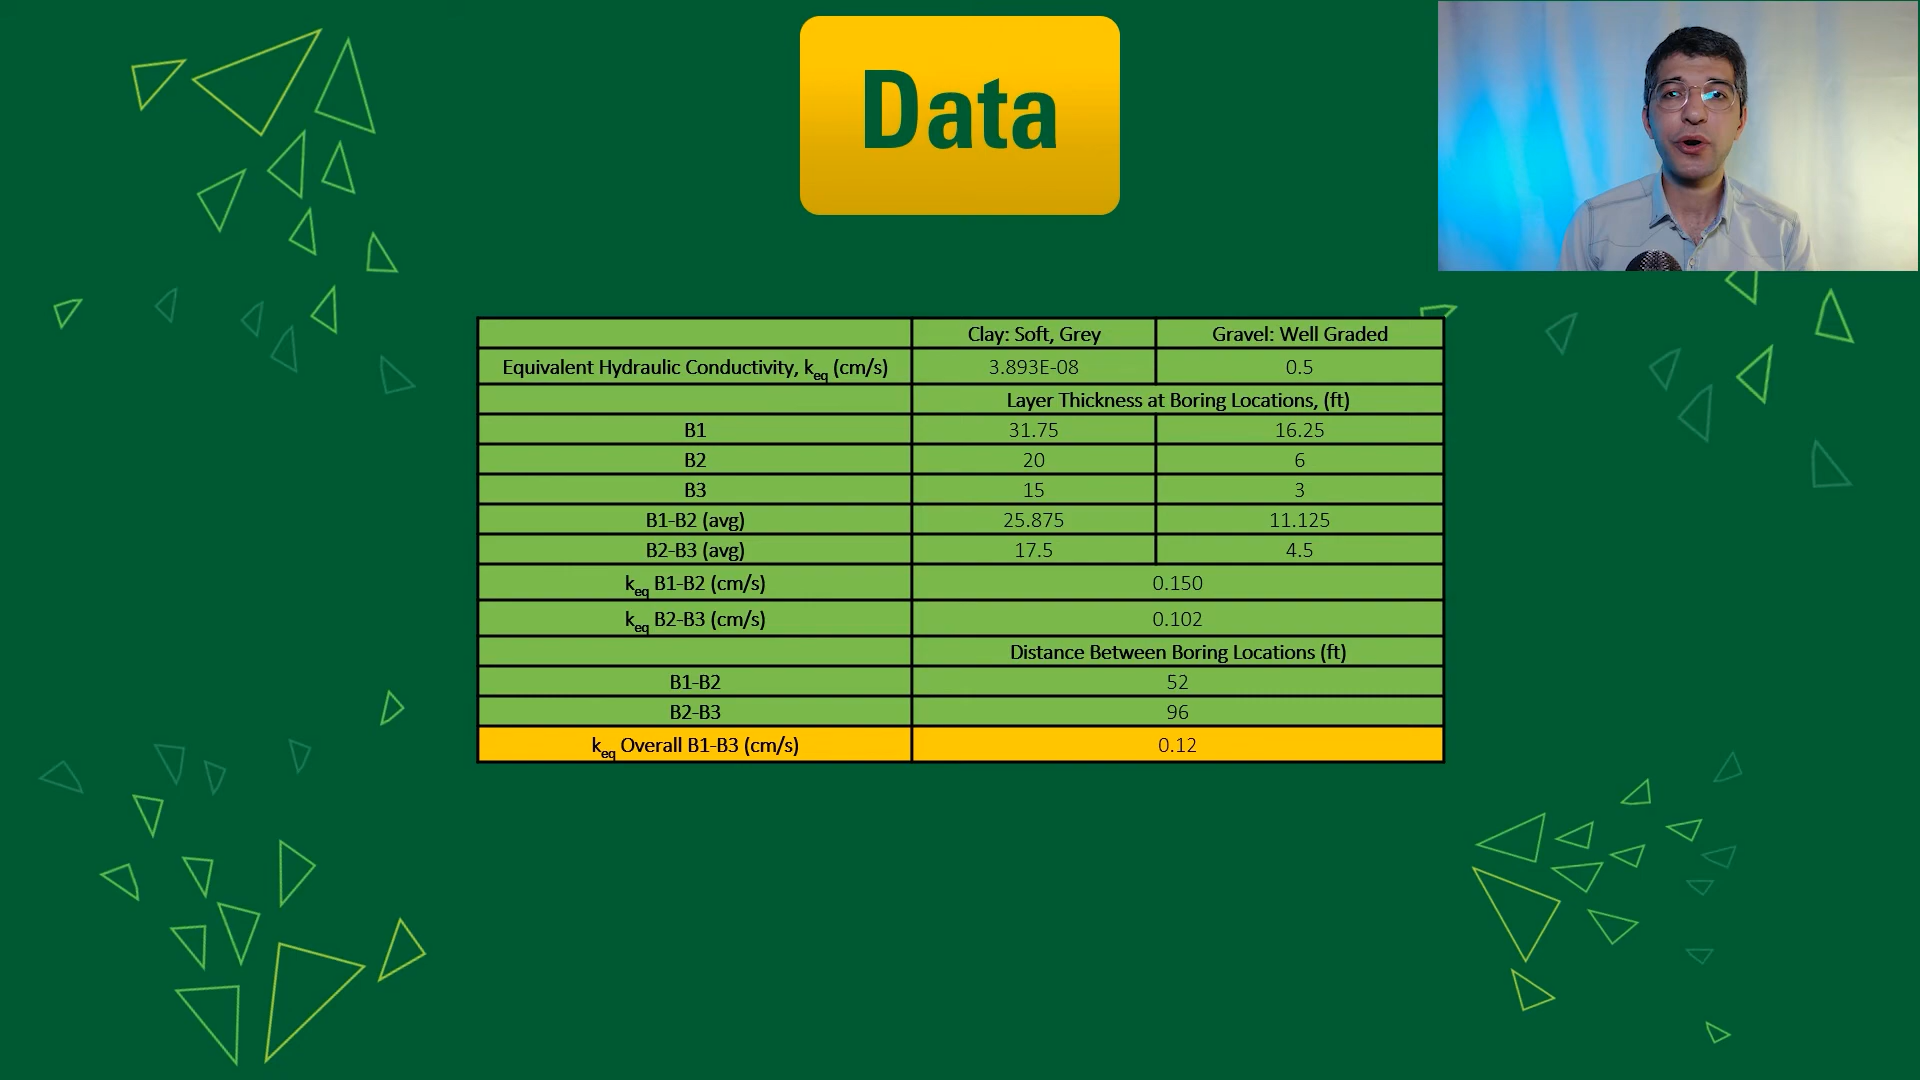 Data
Clay: Soft, Grey Gravel: Well Graded
Equivalent Hydraulic Conductivity, keq (cm/s) 3.893E-08 0.5
Layer Thickness at Boring Locations, (ft)
B1 31.75 16.25
B2 20 6
B3 15 3
B1-B2 (avg) 25.875 11.125
B2-B3 (avg) 17.5 4.5
keq B1-B2 (cm/s) 0.150
keq B2-B3 (cm/s) 0.102
Distance Between Boring Locations (ft)
B1-B2 52
B2-B3 96
keq Overall B1-B3 (cm/s) 0.12